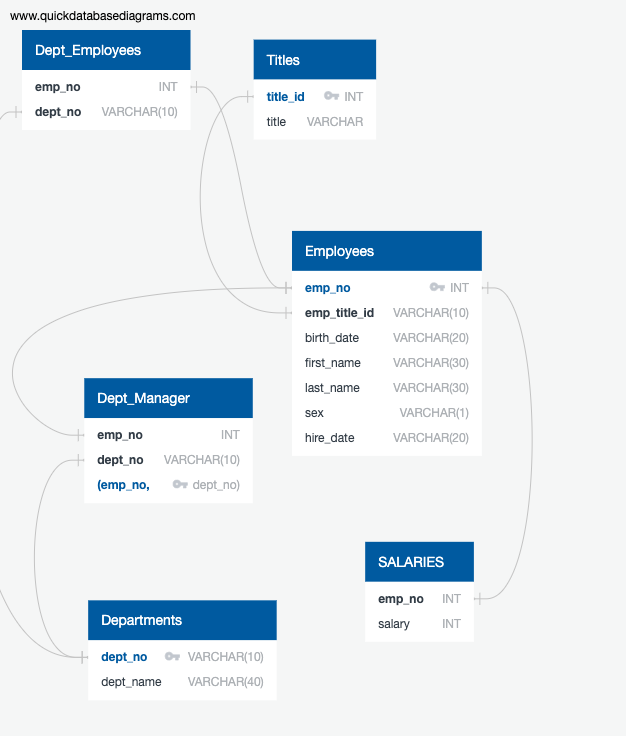 www.quickdatabasediagrams.com
Dept_Employees
emp_no INT
dept_no VARCHAR(10)
Titles
title_id INT
title VARCHAR
Employees
emp_no INT
emp_title_id VARCHAR(10)
birth_date VARCHAR(20)
first_name VARCHAR(30)
last_name VARCHAR(30)
sex VARCHAR(1)
hire_date VARCHAR(20)
Dept_Manager
emp_no INT
dept_no VARCHAR(10)
(emp_no, dept_no)
SALARIES
emp_no INT
salary INT
Departments
dept_no VARCHAR(10)
dept_name VARCHAR(40)